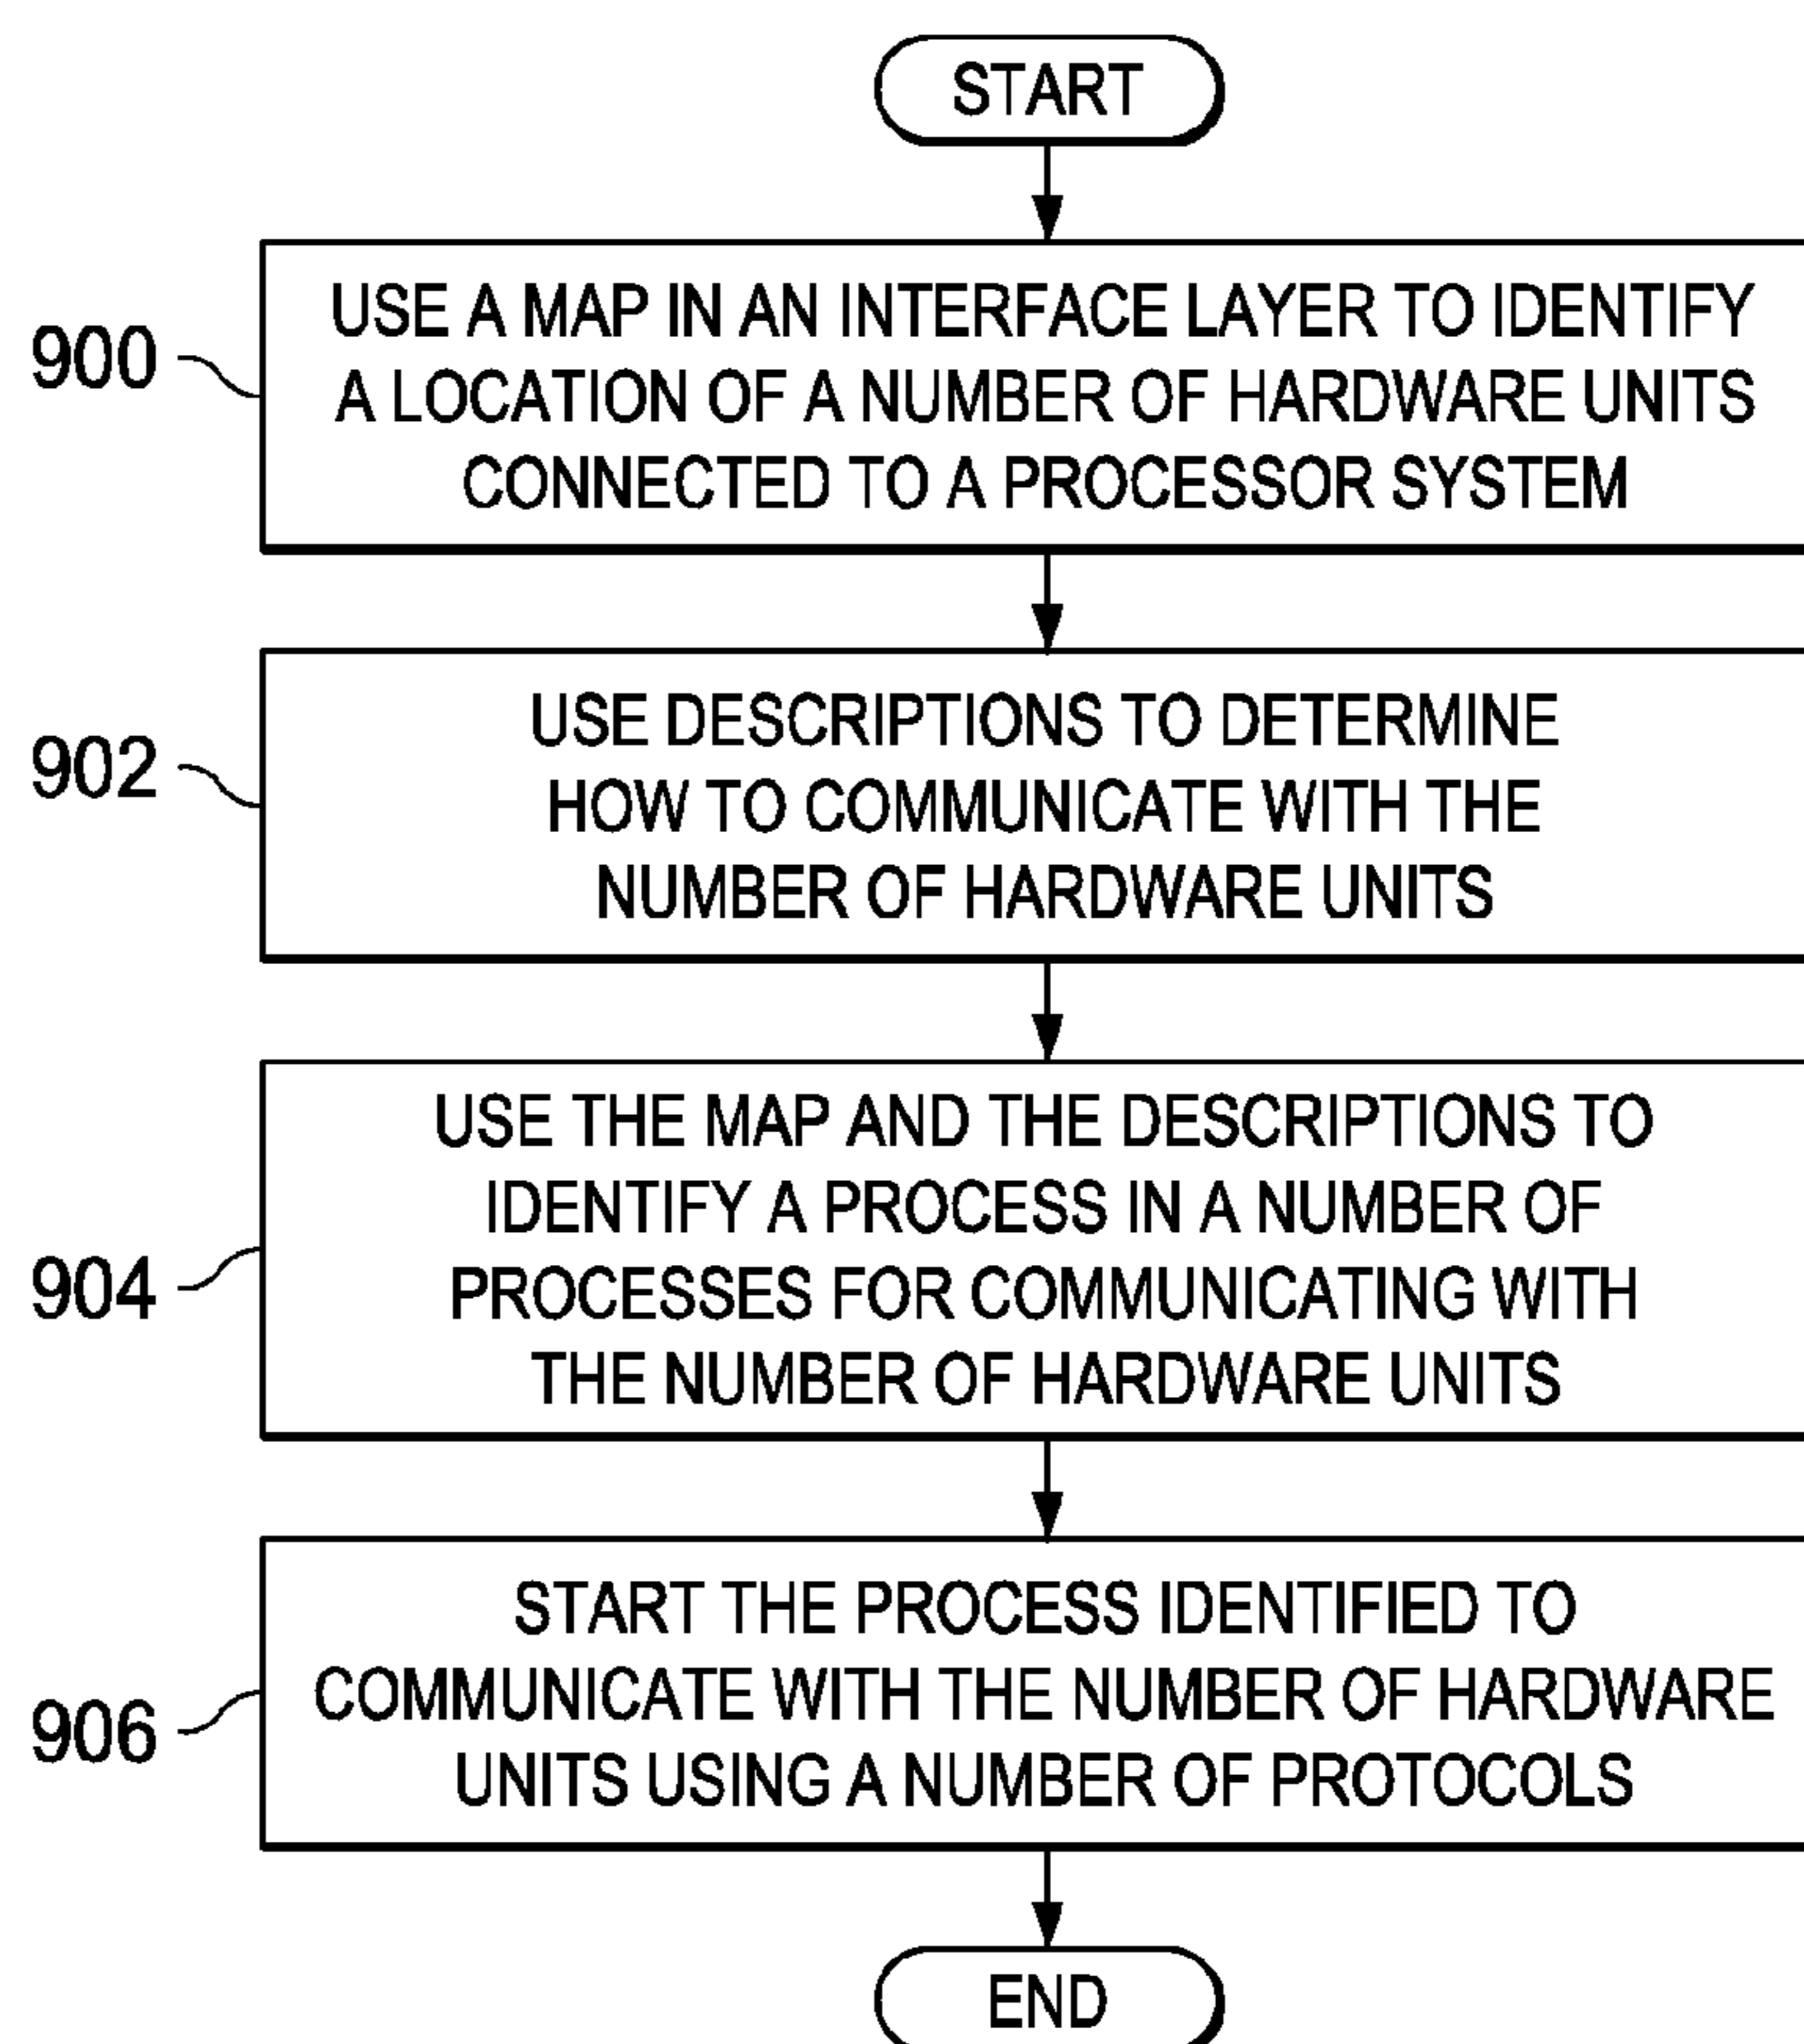 START
900
USE A MAP IN AN INTERFACE LAYER TO IDENTIFY
A LOCATION OF A NUMBER OF HARDWARE UNITS
CONNECTED TO A PROCESSOR SYSTEM
902
USE DESCRIPTIONS TO DETERMINE
HOW TO COMMUNICATE WITH THE
NUMBER OF HARDWARE UNITS
904
USE THE MAP AND THE DESCRIPTIONS TO
IDENTIFY A PROCESS IN A NUMBER OF
PROCESSES FOR COMMUNICATING WITH
THE NUMBER OF HARDWARE UNITS
906
START THE PROCESS IDENTIFIED TO
COMMUNICATE WITH THE NUMBER OF HARDWARE
UNITS USING A NUMBER OF PROTOCOLS
END